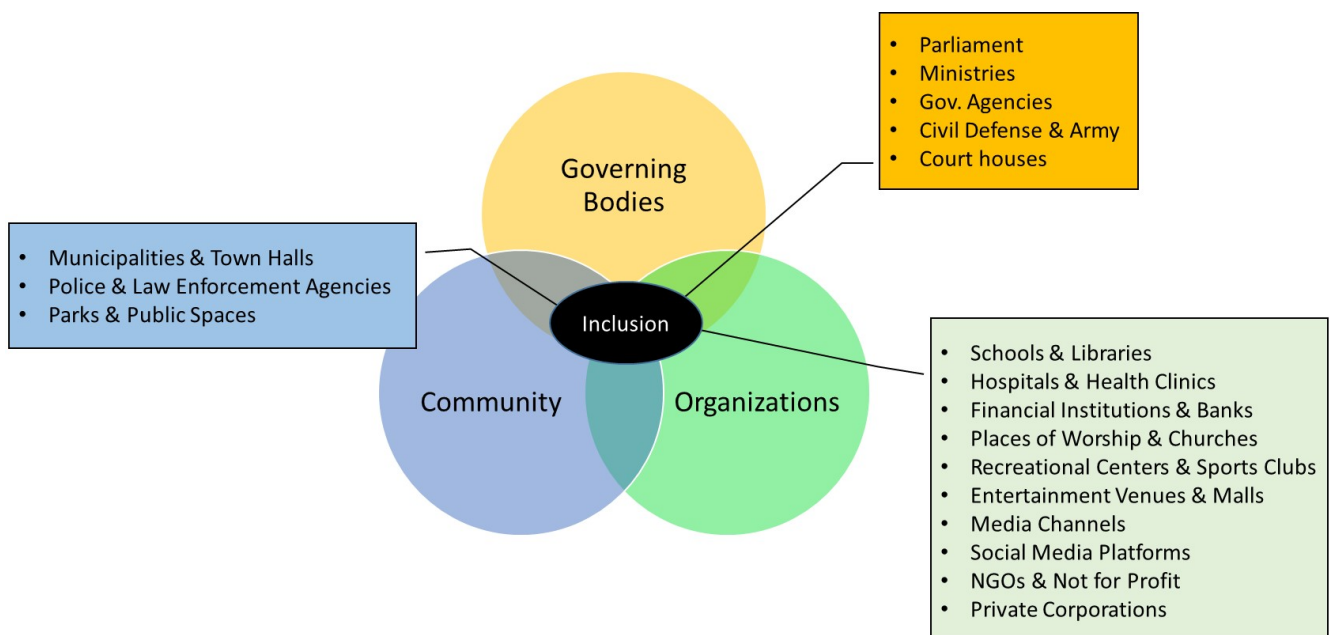 • Parliament
• Ministries
• Gov. Agencies
• Civil Defense & Army
• Court houses
Governing
Bodies
• Municipalities & Town Halls
• Police & Law Enforcement Agencies
• Parks & Public Spaces
Inclusion
Community
Organizations
• Schools & Libraries
• Hospitals & Health Clinics
• Financial Institutions & Banks
• Places of Worship & Churches
• Recreational Centers & Sports Clubs
• Entertainment Venues & Malls
• Media Channels
• Social Media Platforms
• NGOs & Not for Profit
• Private Corporations